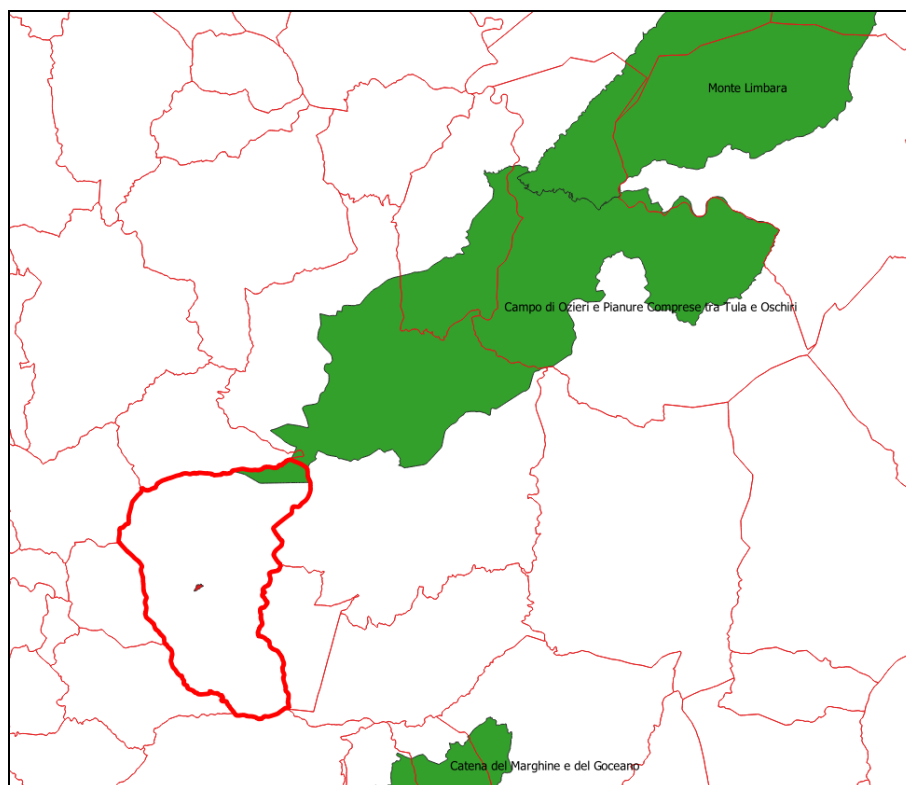 Monte Limbara
Campo di Ozieri e Pianure Comprese tra Tula e Oschiri
Catena del Marghine e del Goceano